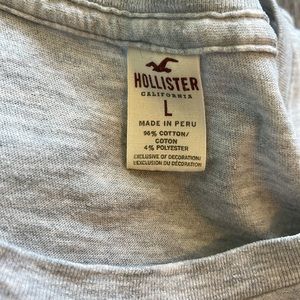 HOLLISTER
CALIFORNIA
L
MADE IN PERU
96% COTTON/
COTON
4% POLYESTER
EXCLUSIVE OF DECORATION/
L'EXCLUSION DU DÉCORATION